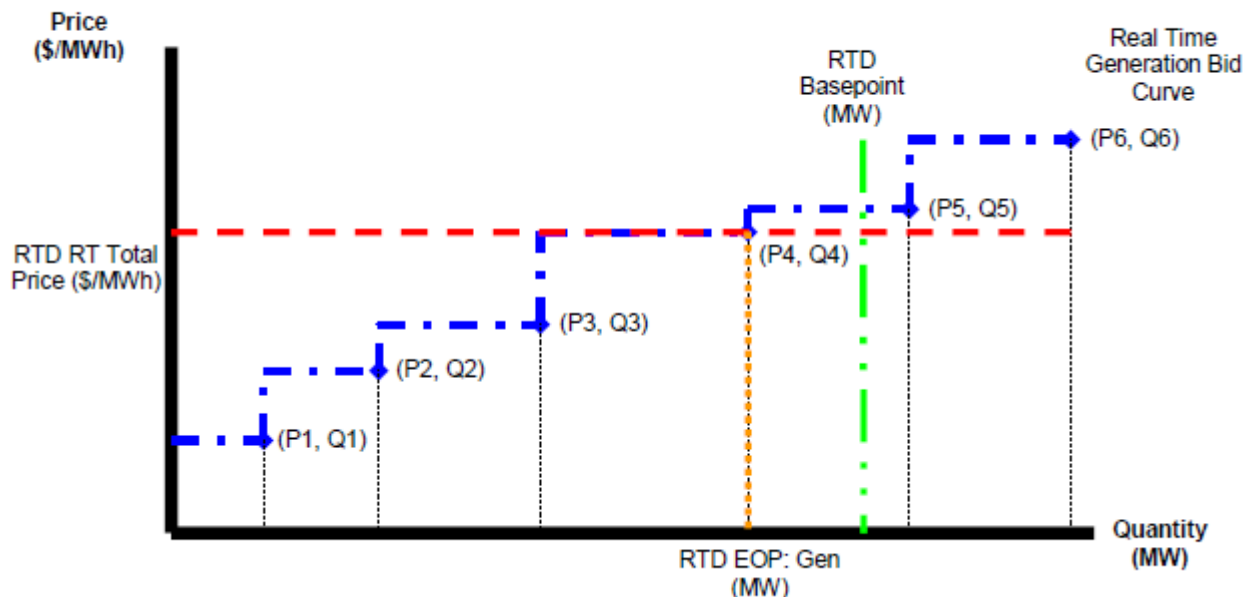 Price
($/MWh)
RTD
Basepoint
(MW)
Real Time
Generation Bid
Curve
(P6, Q6)
(P5, Q5)
RTD RT Total
Price ($/MWh)
(P4, Q4)
(P3, Q3)
(P2, Q2)
(P1, Q1)
RTD EOP: Gen
(MW)
Quantity
(MW)